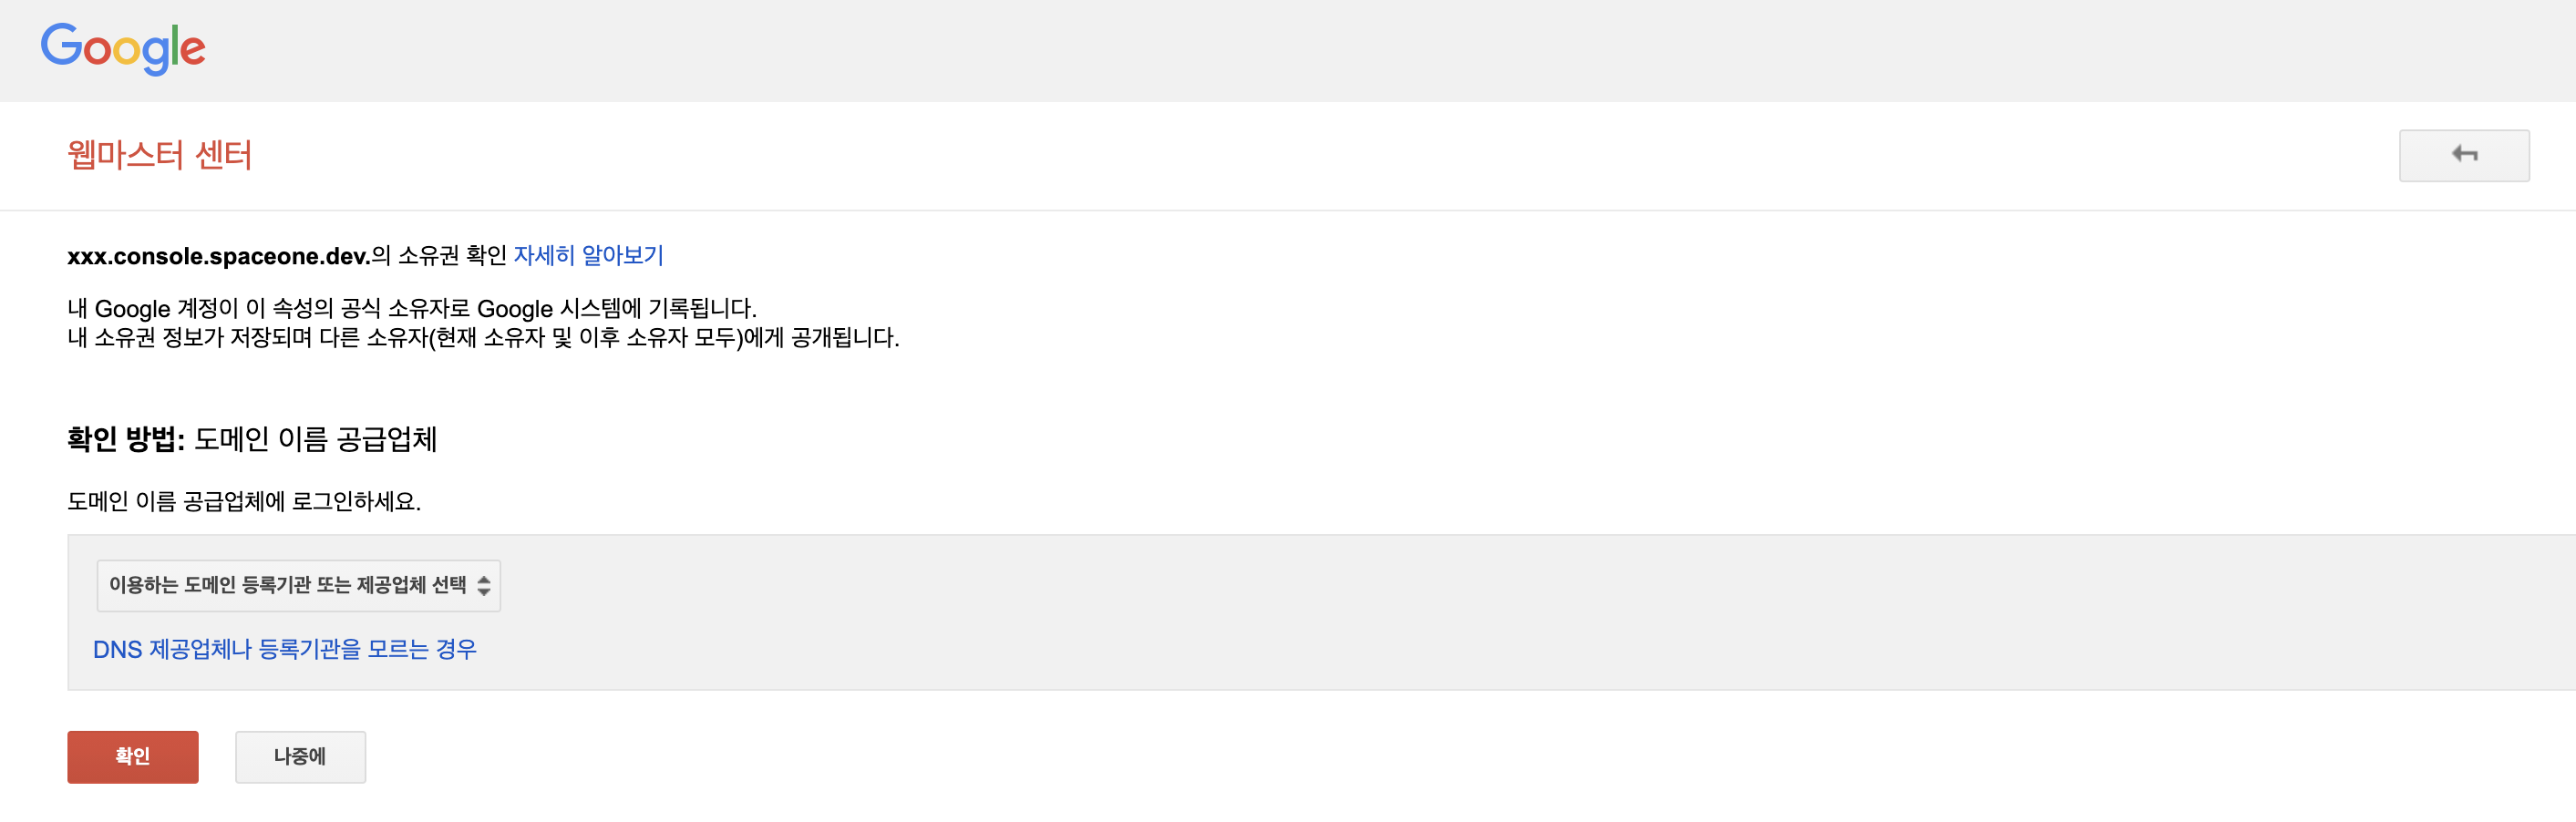 Google
웹마스터 센터
xxx.console.spaceone.dev.의 소유권 확인 자세히 알아보기
내 Google 계정이 이 속성의 공식 소유자로 Google 시스템에 기록됩니다.
내 소유권 정보가 저장되며 다른 소유자(현재 소유자 및 이후 소유자 모두)에게 공개됩니다.
확인 방법: 도메인 이름 공급업체
도메인 이름 공급업체에 로그인하세요.
이용하는 도메인 등록기관 또는 제공업체 선택
DNS 제공업체나 등록기관을 모르는 경우
확인 나중에